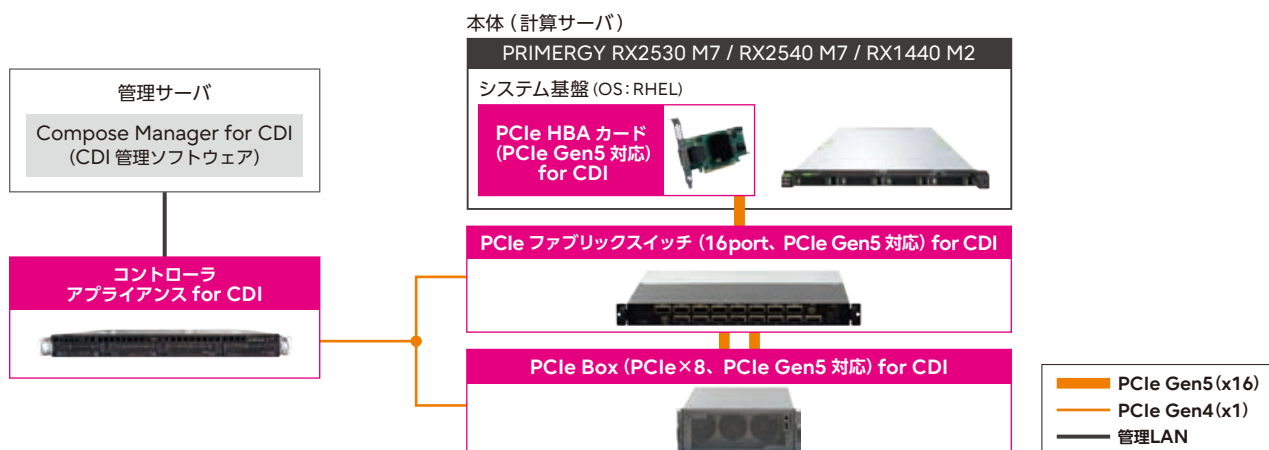 本体（計算サーバ）
PRIMERGY RX2530 M7 / RX2540 M7 / RX1440 M2
システム基盤(OS:RHEL)
PCIe HBA カード
(PCIe Gen5 対応)
for CDI
管理サーバ
Compose Manager for CDI
(CDI 管理ソフトウェア)
コントローラ
アプライアンス for CDI
PCIe ファブリックスイッチ（16port、PCIe Gen5 対応）for CDI
PCIe Box（PCIe×8、PCIe Gen5 対応）for CDI
PCIe Gen5(x16)
PCIe Gen4(x1)
管理LAN